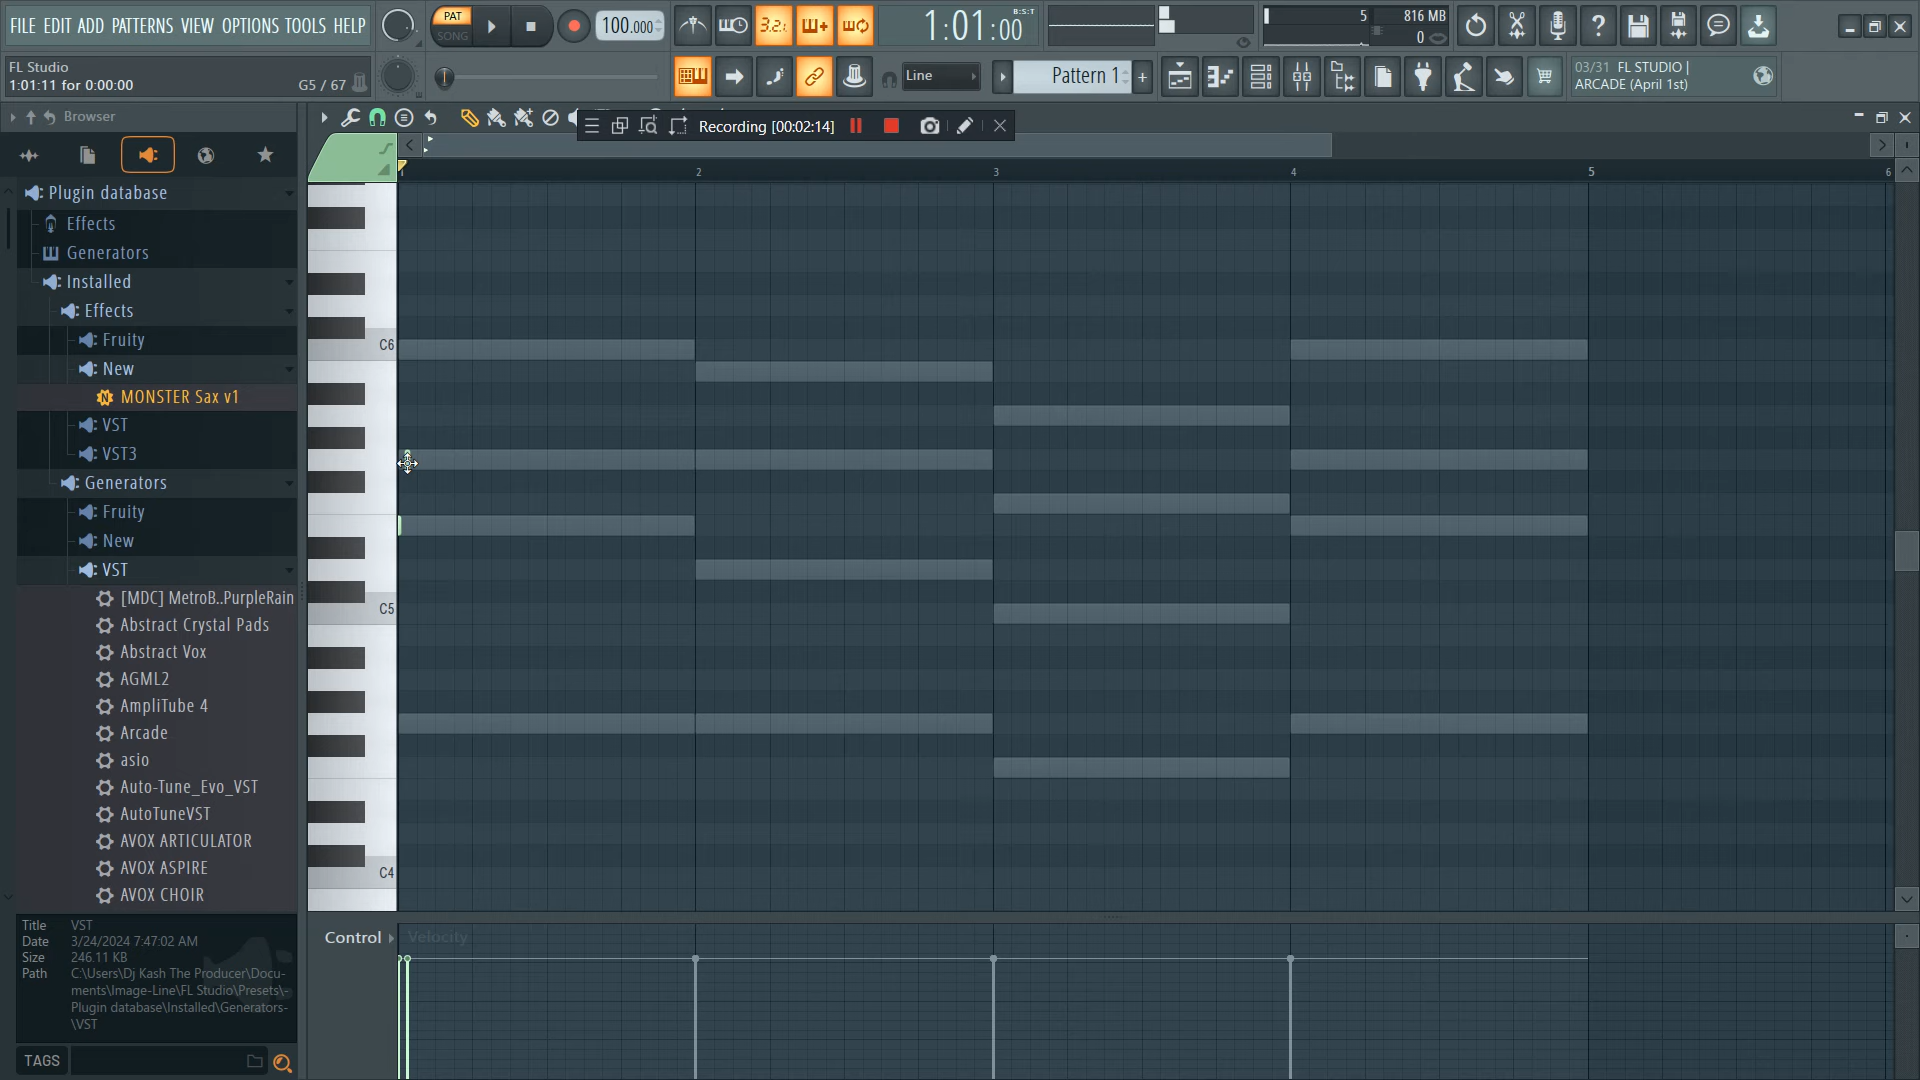 FILE EDIT ADD PATTERNS VIEW OPTIONS TOOLS HELP
PAT
SONG
100.000
3.2.
1:01:00
B:S:T
5
816 MB
0
FL Studio
1:01:11 for 0:00:00
G5 / 67
Line
Pattern 1
03/31 FL STUDIO |
ARCADE (April 1st)
Browser
Recording [00:02:14]
Plugin database
Effects
Generators
Installed
Effects
Fruity
New
MONSTER Sax v1
VST
VST3
Generators
Fruity
New
VST
[MDC] MetroB..PurpleRain
Abstract Crystal Pads
Abstract Vox
AGML2
AmpliTube 4
Arcade
asio
Auto-Tune_Evo_VST
AutoTuneVST
AVOX ARTICULATOR
AVOX ASPIRE
AVOX CHOIR
2
3
4
5
6
C6
C5
C4
Control
Velocity
Title VST
Date 3/24/2024 7:47:02 AM
Size 246.11 KB
Path C:\Users\Dj Kash The Producer\Docu-
ments\Image-Line\FL Studio\Presets\-
Plugin database\Installed\Generators-
\VST
TAGS